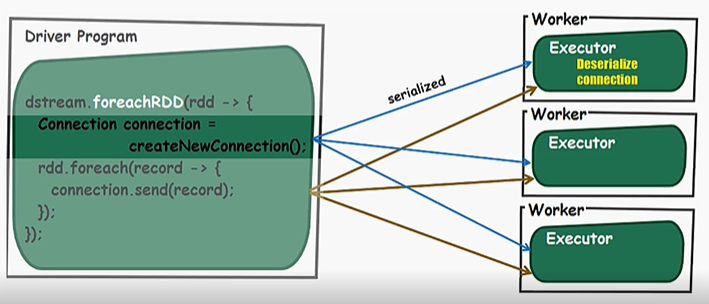 Driver Program
dstream.foreachRDD(rdd -> {
Connection connection =
createNewConnection();
rdd.foreach(record -> {
connection.send(record);
});
});
serialized
Worker
Executor
Deserialize
connection
Worker
Executor
Worker
Executor